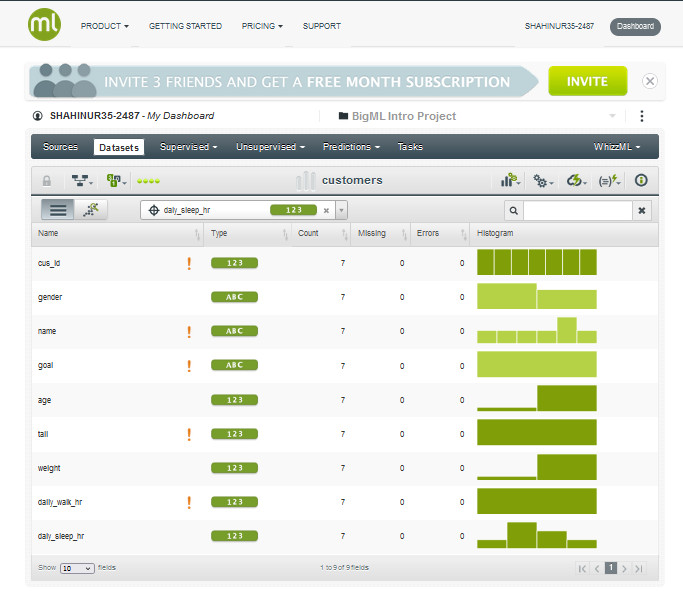 ml PRODUCT GETTING STARTED PRICING SUPPORT SHAHINUR35-2487 Dashboard
INVITE 3 FRIENDS AND GET A FREE MONTH SUBSCRIPTION INVITE
SHAHINUR35-2487 - My Dashboard BigML Intro Project
Sources Datasets Supervised Unsupervised Predictions Tasks WhizzML
customers
daly_sleep_hr 123
Name Type Count Missing Errors Histogram
cus_id ! 123 7 0 0
gender ABC 7 0 0
name ! ABC 7 0 0
goal ! ABC 7 0 0
age 123 7 0 0
tall ! 123 7 0 0
weight 123 7 0 0
daily_walk_hr ! 123 7 0 0
daly_sleep_hr 123 7 0 0
Show 10 fields 1 to 9 of 9 fields 1